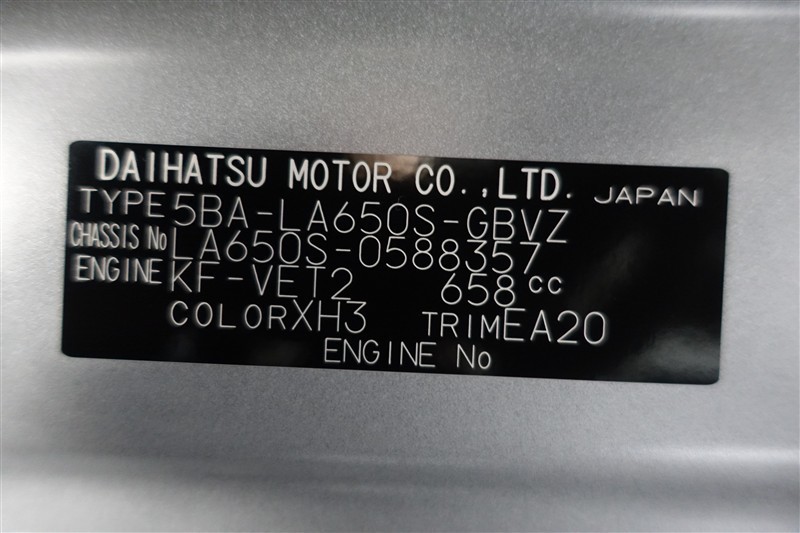 DAIHATSU MOTOR CO.,LTD. JAPAN
TYPE 5BA-LA650S-GBVZ
CHASSIS No LA650S-0588357
ENGINE KF-VET2 658 cc
COLOR XH3 TRIM EA20
ENGINE No